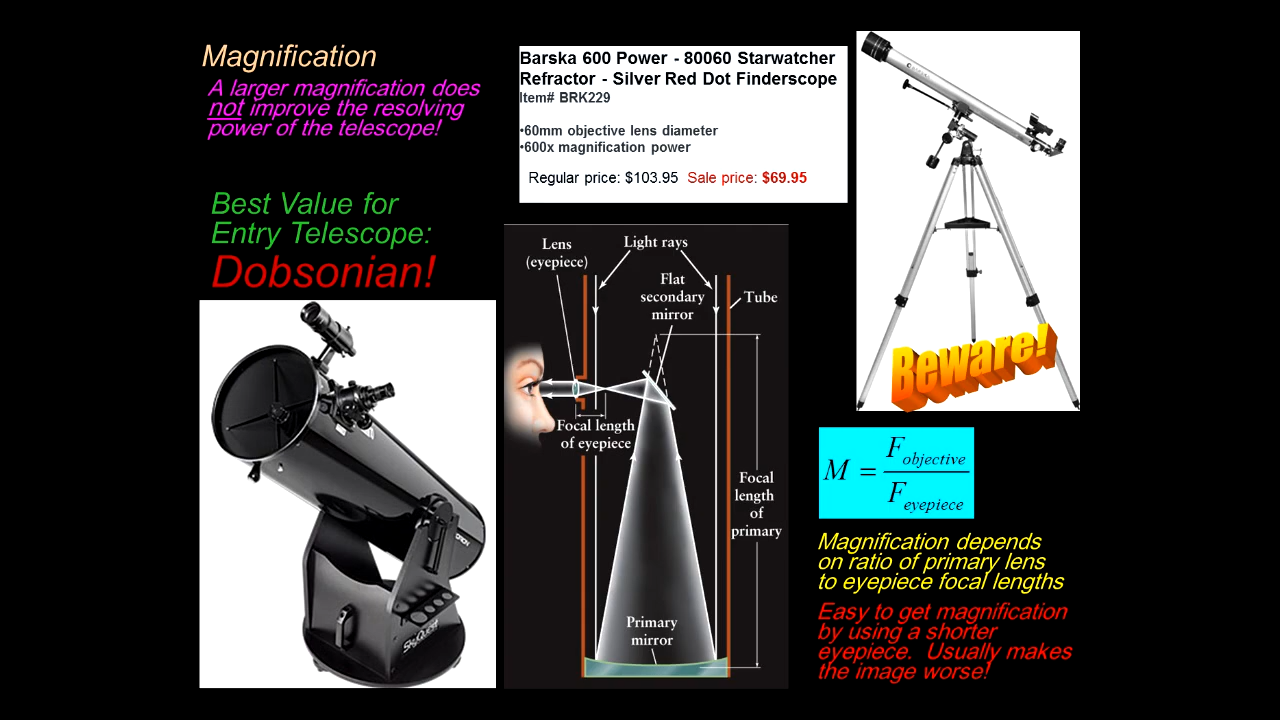 Magnification
A larger magnification does
not improve the resolving
power of the telescope!
Best Value for
Entry Telescope:
Dobsonian!
SkyQuest
ORION
Barska 600 Power - 80060 Starwatcher
Refractor - Silver Red Dot Finderscope
Item# BRK229
•60mm objective lens diameter
•600x magnification power
Regular price: $103.95 Sale price: $69.95
Lens
(eyepiece)
Light rays
Flat
secondary
mirror
Tube
Focal length
of eyepiece
Focal
length
of
primary
Primary
mirror
Beware!
M = F objective / F eyepiece
Magnification depends
on ratio of primary lens
to eyepiece focal lengths
Easy to get magnification
by using a shorter
eyepiece. Usually makes
the image worse!